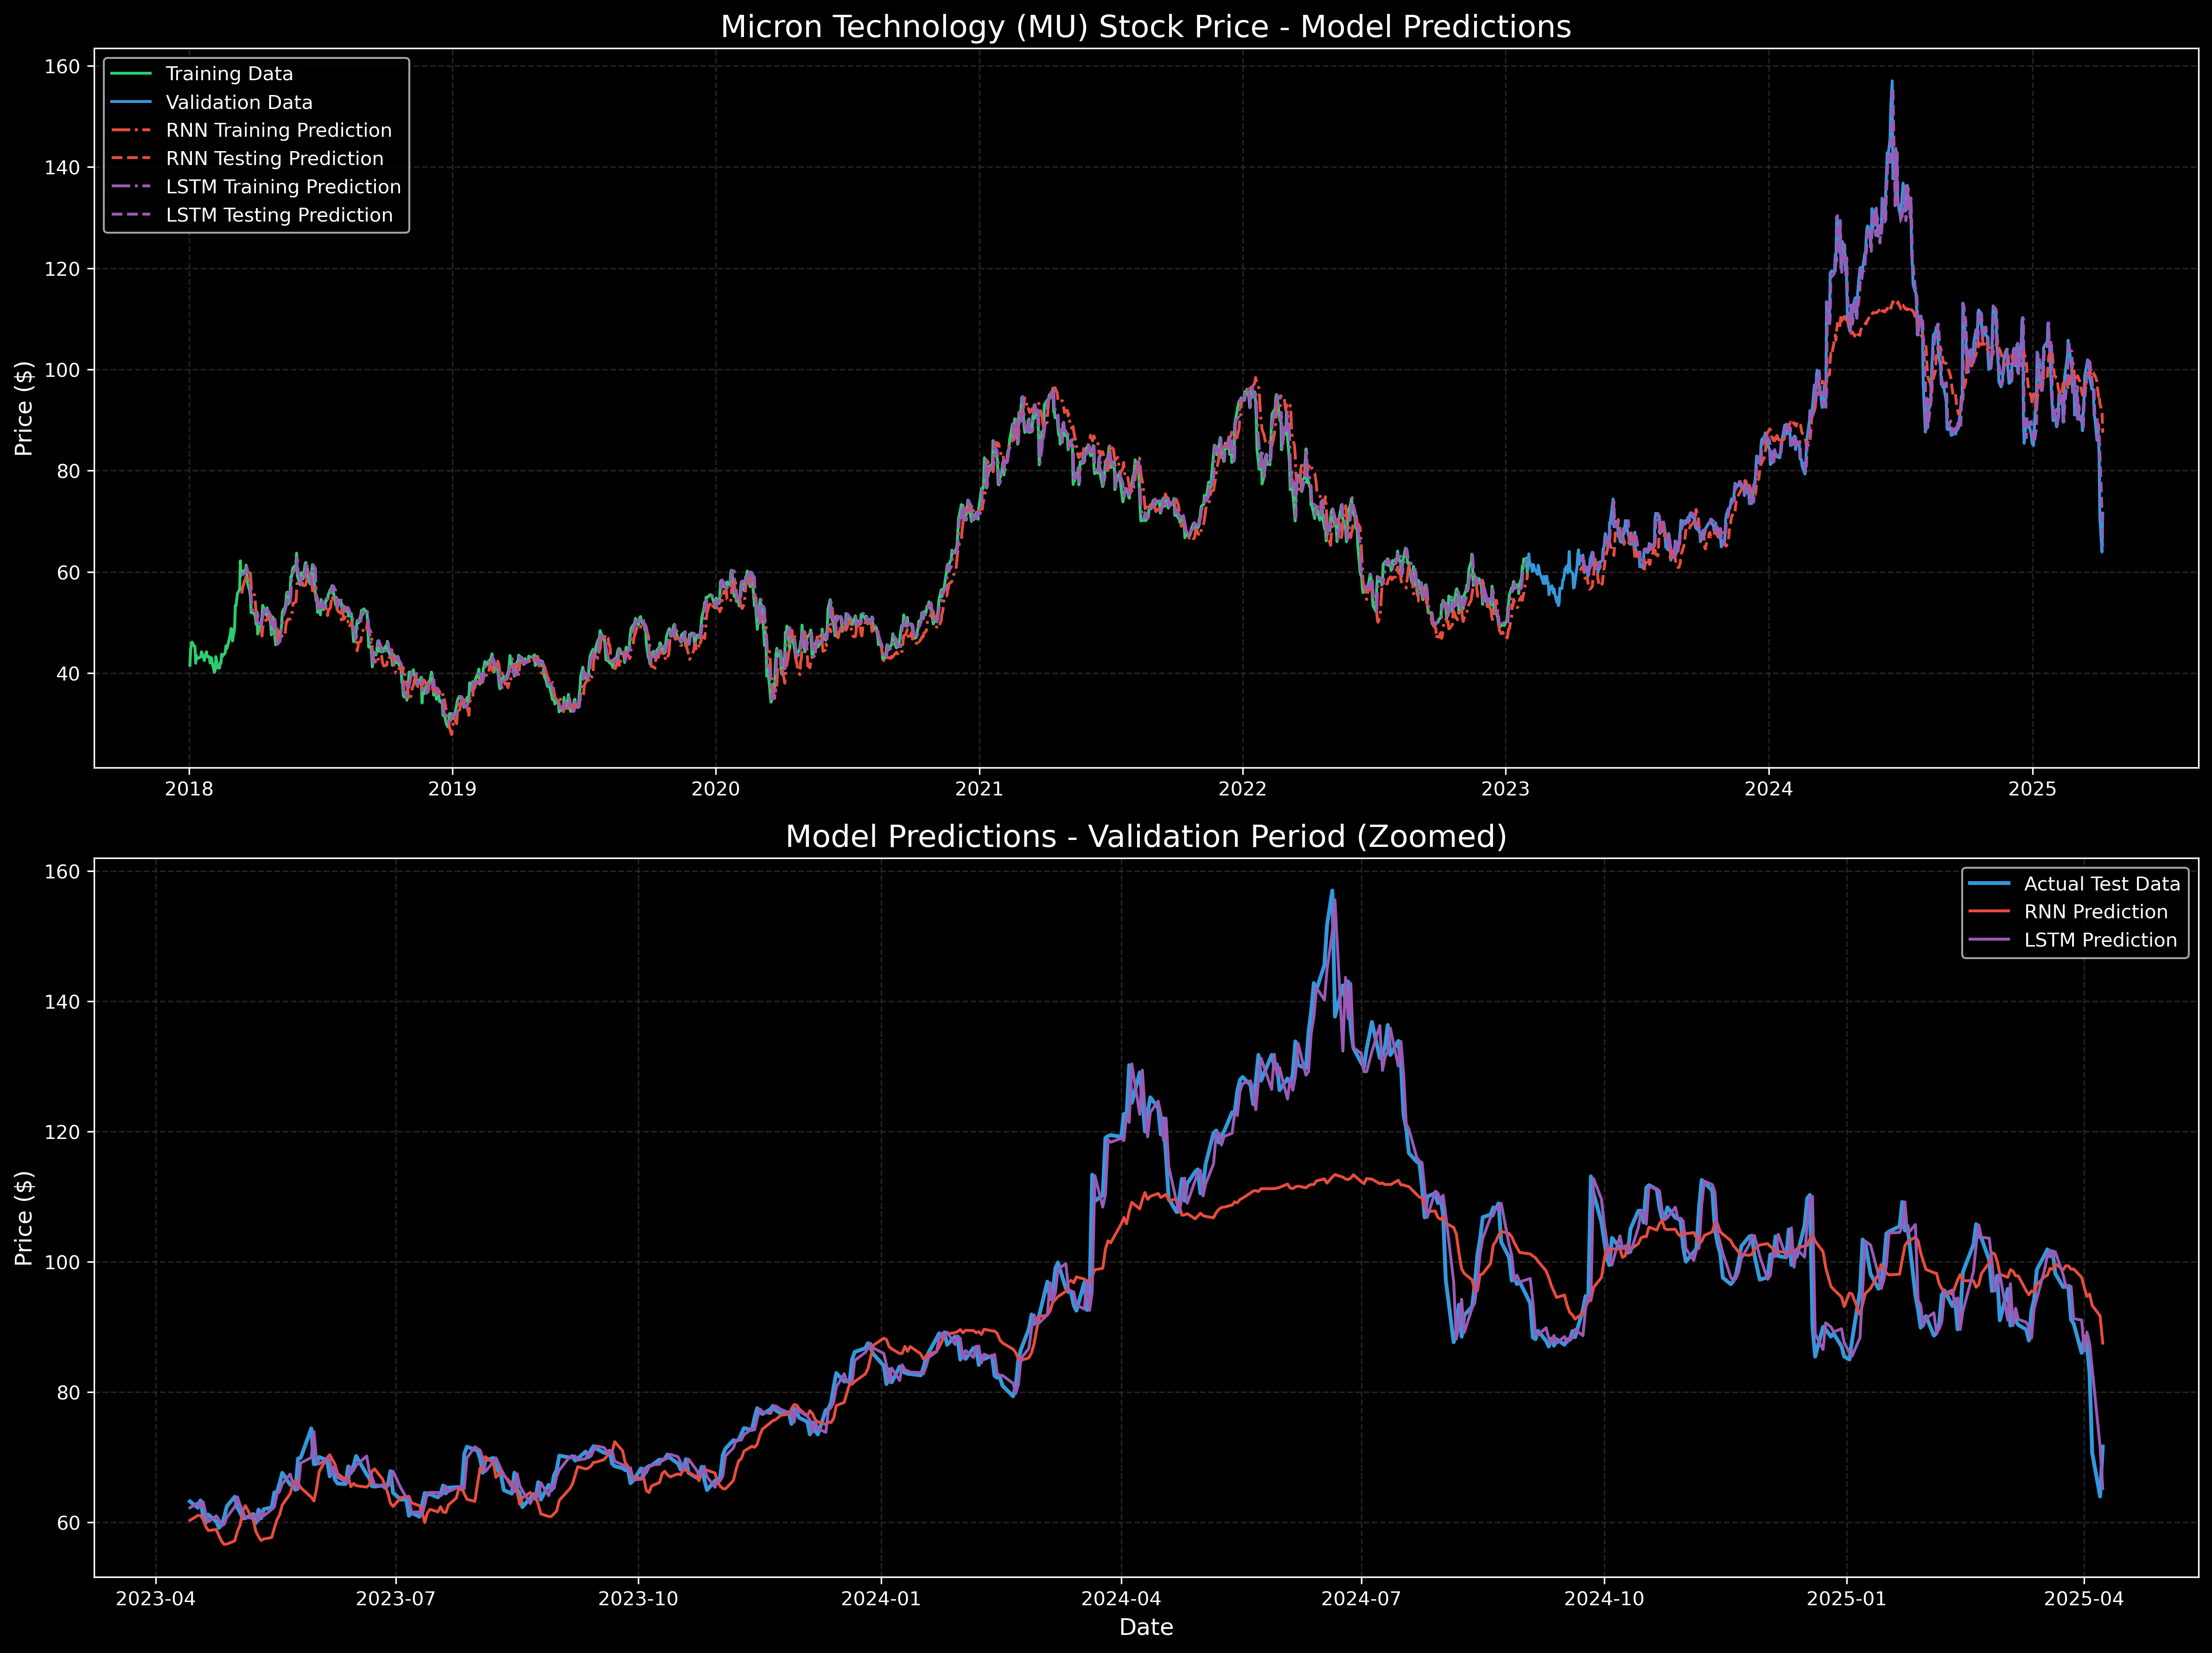 Micron Technology (MU) Stock Price - Model Predictions
160
140
120
100
80
60
40
Price ($)
Training Data
Validation Data
RNN Training Prediction
RNN Testing Prediction
LSTM Training Prediction
LSTM Testing Prediction
2018 2019 2020 2021 2022 2023 2024 2025
Model Predictions - Validation Period (Zoomed)
160
140
120
100
80
60
Price ($)
Actual Test Data
RNN Prediction
LSTM Prediction
2023-04 2023-07 2023-10 2024-01 2024-04 2024-07 2024-10 2025-01 2025-04
Date